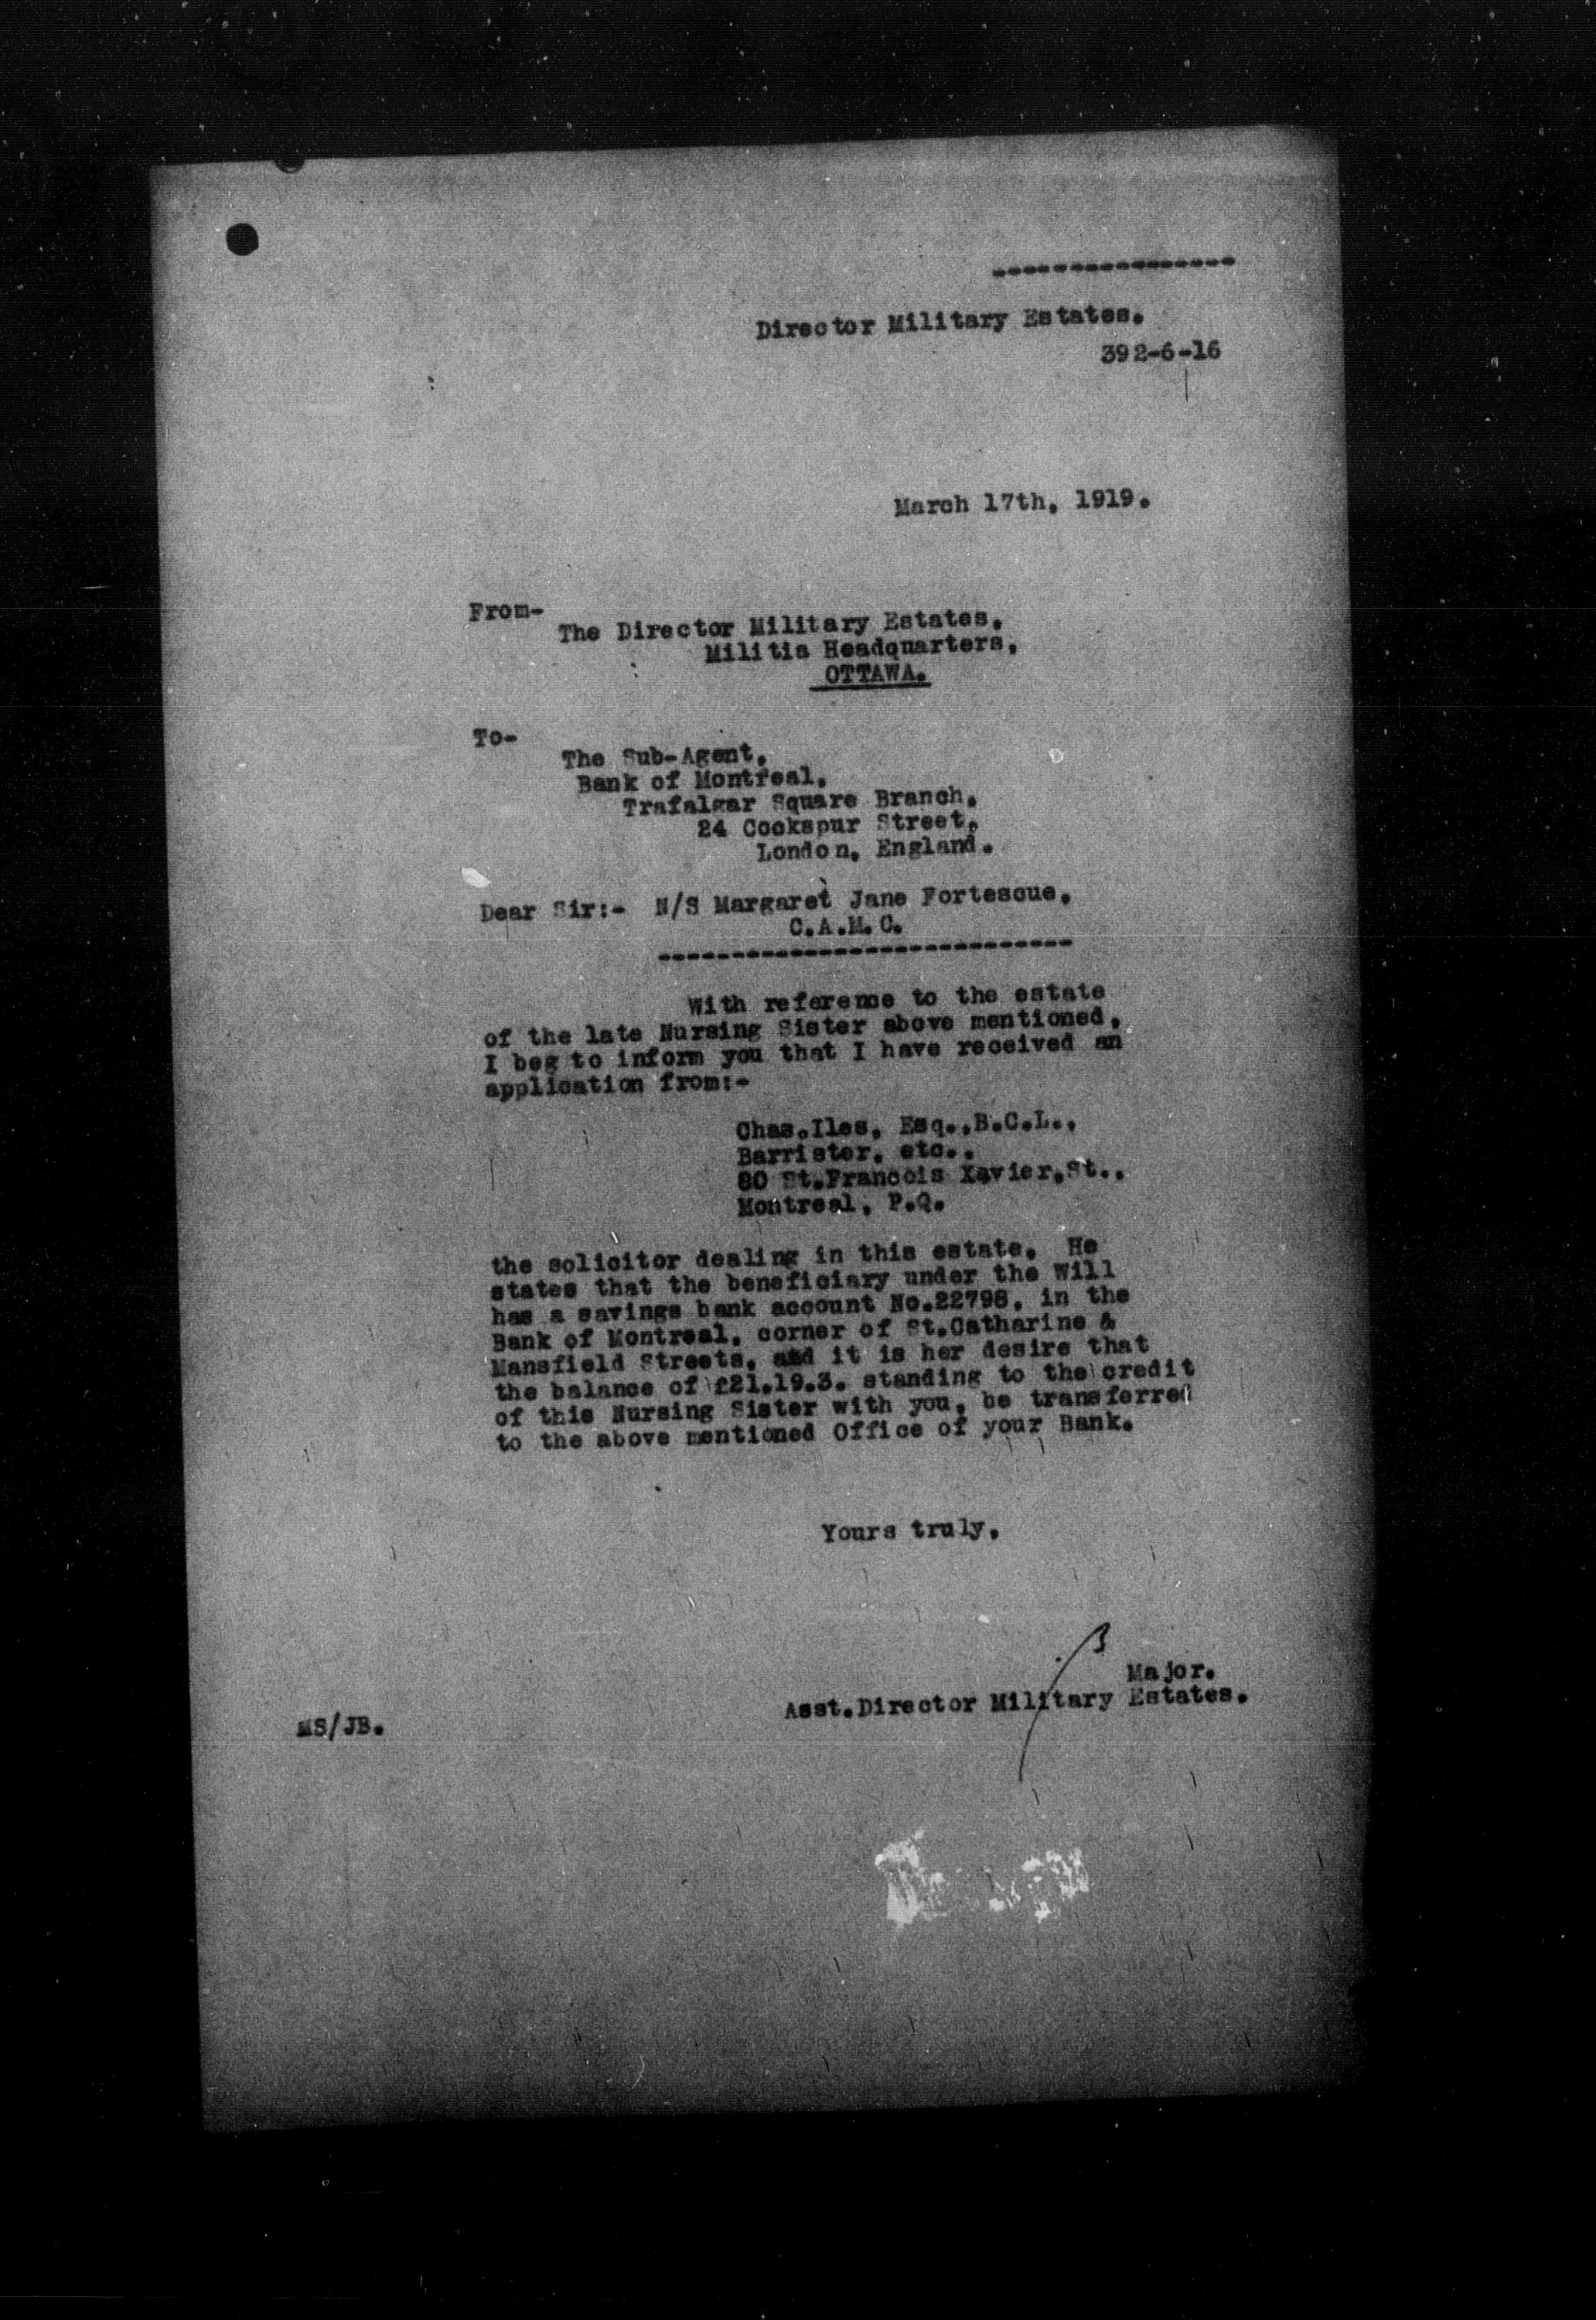 ----------------
Director Military Estates.
392-6-16
March 17th, 1919.
From-
The Director Military Estates,
Militia Headquarters,
OTTAWA.
To-
The Sub-Agent,
Bank of Montreal,
Trafalgar Square Branch,
24 Cockspur Street,
London, England.
Dear Sir:- N/S Margaret Jane Fortescue,
C.A.M.C.
----------------------------
With reference to the estate
of the late Nursing Sister above mentioned,
I beg to inform you that I have received an
application from:-
Chas.Iles, Esq.,B.C.L.,
Barrister, etc.,
80 St.Francois Xavier,St.,
Montreal, P.Q.
the solicitor dealing in this estate. He
states that the beneficiary under the Will
has a savings bank account No.22798, in the
Bank of Montreal, corner of St.Catharine &
Mansfield Streets, and it is her desire that
the balance of £21.19.3. standing to the credit
of this Nursing Sister with you, be transferred
to the above mentioned Office of your Bank.
Yours truly,
Major.
Asst.Director Military Estates.
MS/JB.